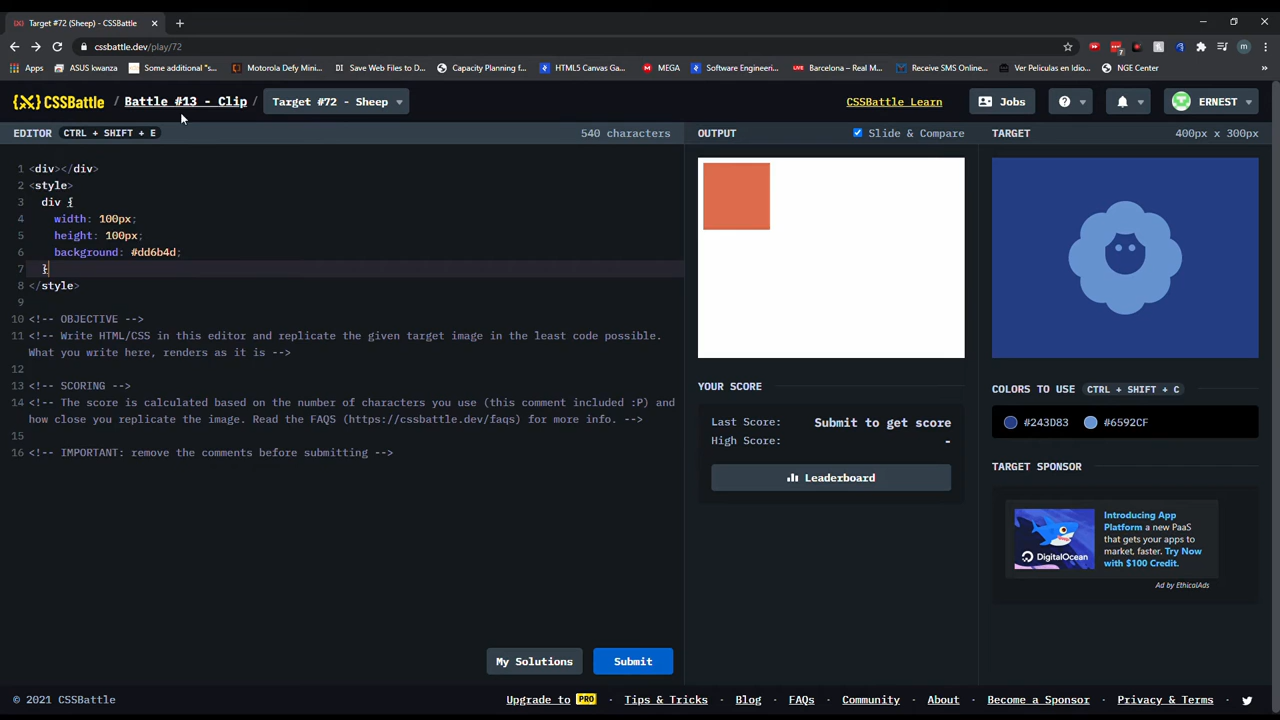 Target #72 (Sheep) - CSSBattle
cssbattle.dev/play/72
7
m
Apps ASUS kwanza Some additional "s... Motorola Defy Mini... Save Web Files to D... Capacity Planning f... HTML5 Canvas Ga... MEGA Software Engineeri... LIVE Barcelona – Real M... Receive SMS Online... Ver Peliculas en Idio... NGE Center »
CSSBattle / Battle #13 - Clip / Target #72 - Sheep CSSBattle Learn Jobs ERNEST
EDITOR CTRL + SHIFT + E 540 characters OUTPUT Slide & Compare TARGET 400px x 300px
1 <div></div>
2 <style>
3 div {
4 width: 100px;
5 height: 100px;
6 background: #dd6b4d;
7 }
8 </style>
9
10 <!-- OBJECTIVE -->
11 <!-- Write HTML/CSS in this editor and replicate the given target image in the least code possible.
What you write here, renders as it is -->
12
13 <!-- SCORING -->
14 <!-- The score is calculated based on the number of characters you use (this comment included :P) and
how close you replicate the image. Read the FAQS (https://cssbattle.dev/faqs) for more info. -->
15
16 <!-- IMPORTANT: remove the comments before submitting -->
My Solutions Submit
YOUR SCORE
Last Score: Submit to get score
High Score: -
Leaderboard
COLORS TO USE CTRL + SHIFT + C
#243D83 #6592CF
TARGET SPONSOR
DigitalOcean
Introducing App
Platform a new PaaS
that gets your apps to
market, faster. Try Now
with $100 Credit.
Ad by EthicalAds
© 2021 CSSBattle Upgrade to PRO Tips & Tricks Blog FAQs Community About Become a Sponsor Privacy & Terms